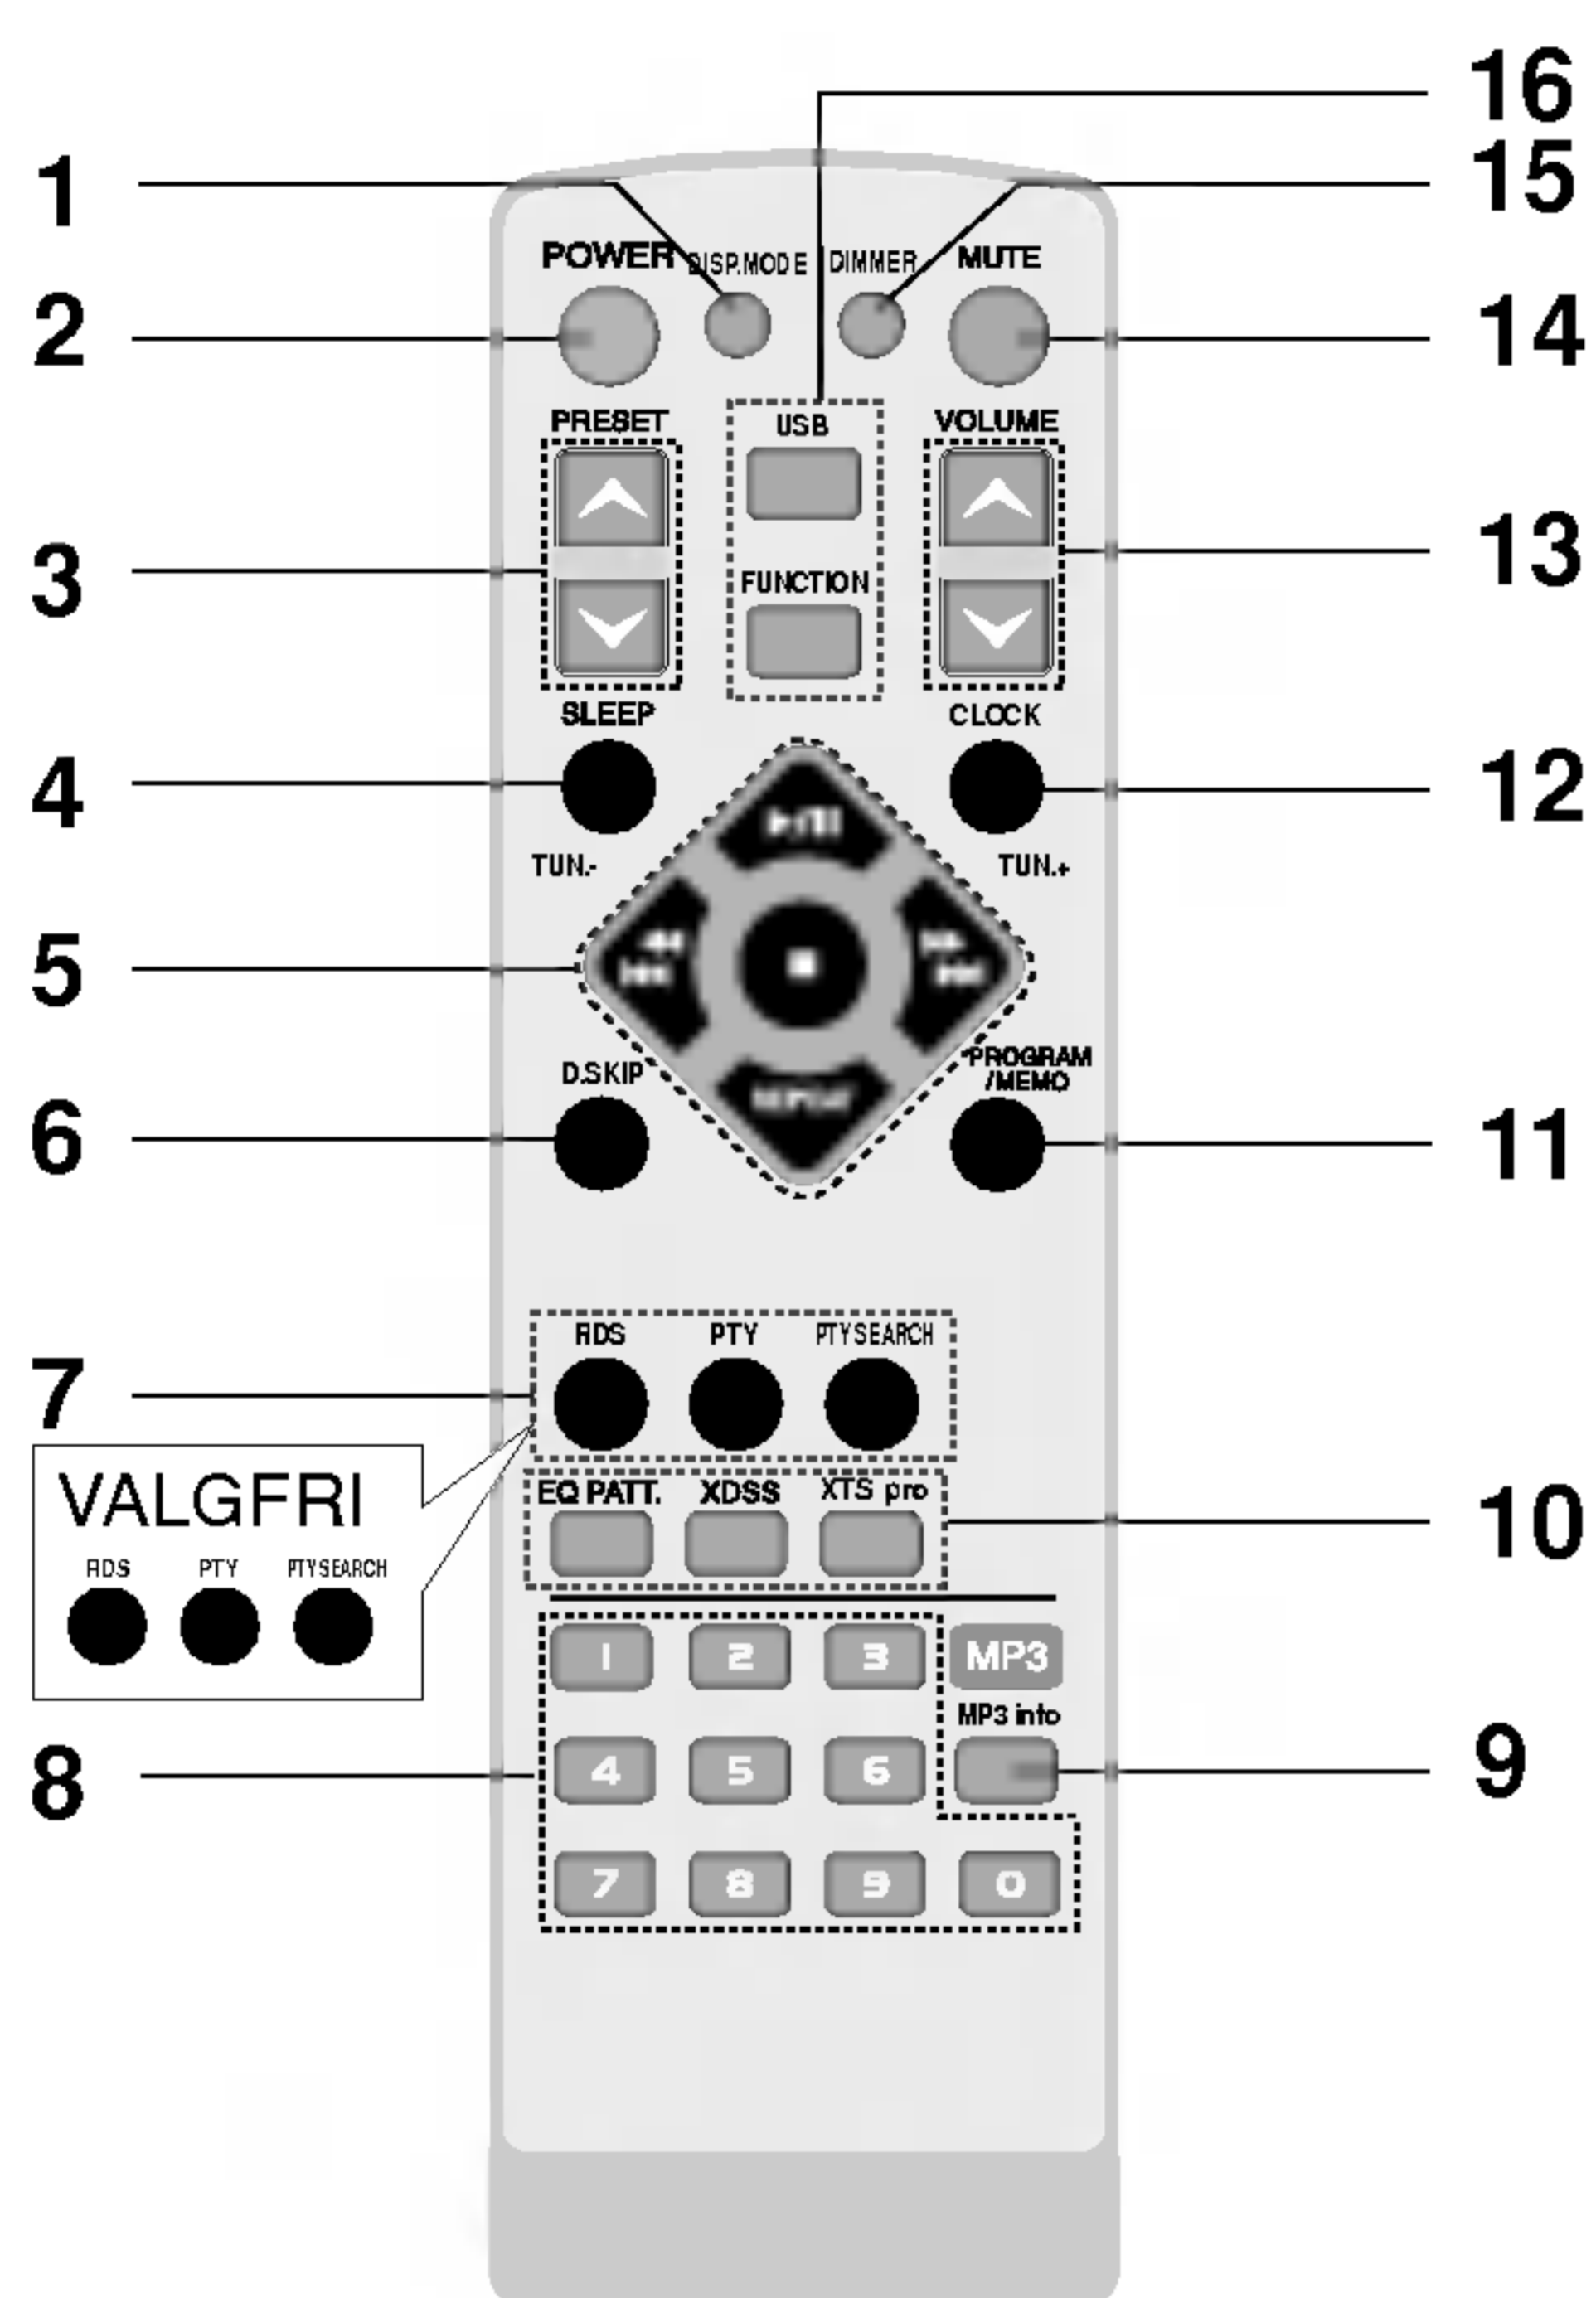 16
1
15
POWER DISP.MODE DIMMER MUTE
2
14
PRESET USB VOLUME
3
13
FUNCTION
SLEEP CLOCK
4
12
TUN.- TUN.+
5
D.SKIP PROGRAM
/MEMO
REPEAT
6
11
RDS PTY PTY SEARCH
7
VALGFRI
RDS PTY PTY SEARCH
EQ PATT. XDSS XTS pro
10
1 2 3 MP3
MP3 info
8
4 5 6
9
7 8 9 0